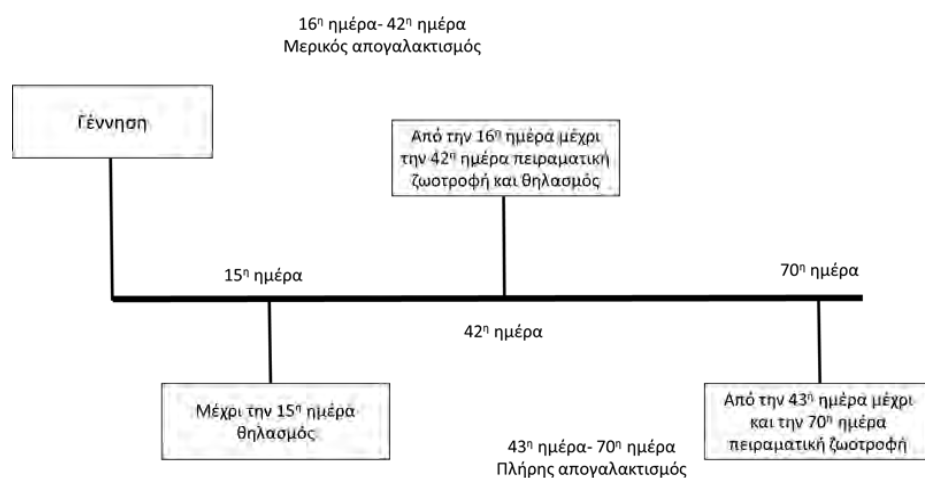 16η ημέρα- 42η ημέρα
Μερικός απογαλακτισμός
Γέννηση
Από την 16η ημέρα μέχρι
την 42η ημέρα πειραματική
ζωοτροφή και θηλασμός
15η ημέρα
70η ημέρα
42η ημέρα
Μέχρι την 15η ημέρα
θηλασμός
Από την 43η ημέρα μέχρι
και την 70η ημέρα
πειραματική ζωοτροφή
43η ημέρα- 70η ημέρα
Πλήρης απογαλακτισμός